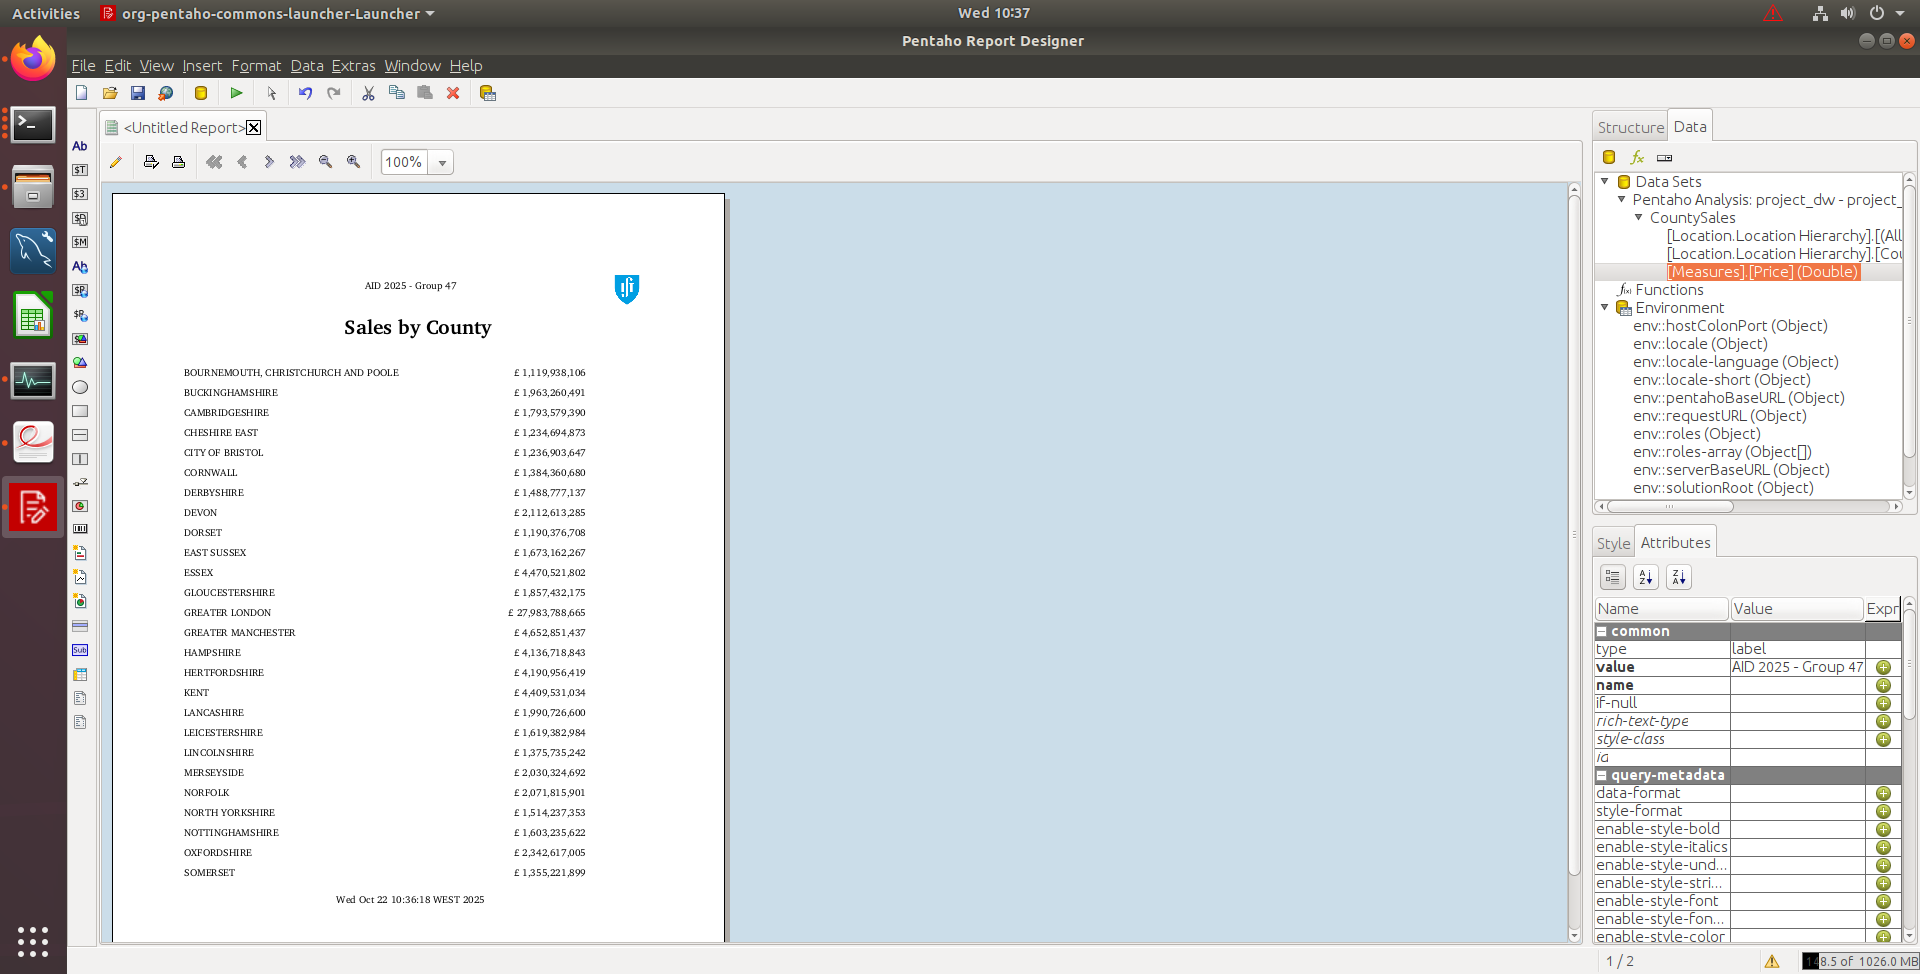 Activities
org-pentaho-commons-launcher-Launcher
Wed 10:37
Pentaho Report Designer
File Edit View Insert Format Data Extras Window Help
<Untitled Report>
100%
AID 2025 - Group 47
Sales by County
BOURNEMOUTH, CHRISTCHURCH AND POOLE £ 1,119,938,106
BUCKINGHAMSHIRE £ 1,963,260,491
CAMBRIDGESHIRE £ 1,793,579,390
CHESHIRE EAST £ 1,234,694,873
CITY OF BRISTOL £ 1,236,903,647
CORNWALL £ 1,384,360,680
DERBYSHIRE £ 1,488,777,137
DEVON £ 2,112,613,285
DORSET £ 1,190,376,708
EAST SUSSEX £ 1,673,162,267
ESSEX £ 4,470,521,802
GLOUCESTERSHIRE £ 1,857,432,175
GREATER LONDON £ 27,983,788,665
GREATER MANCHESTER £ 4,652,851,437
HAMPSHIRE £ 4,136,718,843
HERTFORDSHIRE £ 4,190,956,419
KENT £ 4,409,531,034
LANCASHIRE £ 1,990,726,600
LEICESTERSHIRE £ 1,619,382,984
LINCOLNSHIRE £ 1,375,735,242
MERSEYSIDE £ 2,030,324,692
NORFOLK £ 2,071,815,901
NORTH YORKSHIRE £ 1,514,237,353
NOTTINGHAMSHIRE £ 1,603,235,622
OXFORDSHIRE £ 2,342,617,005
SOMERSET £ 1,355,221,899
Wed Oct 22 10:36:18 WEST 2025
Structure Data
Data Sets
Pentaho Analysis: project_dw - project_
CountySales
[Location.Location Hierarchy].[(All
[Location.Location Hierarchy].[Cou
[Measures].[Price] (Double)
Functions
Environment
env::hostColonPort (Object)
env::locale (Object)
env::locale-language (Object)
env::locale-short (Object)
env::pentahoBaseURL (Object)
env::requestURL (Object)
env::roles (Object)
env::roles-array (Object[])
env::serverBaseURL (Object)
env::solutionRoot (Object)
Style Attributes
Name Value Expr
common
type label
value AID 2025 - Group 47
name
if-null
rich-text-type
style-class
id
query-metadata
data-format
style-format
enable-style-bold
enable-style-italics
enable-style-und...
enable-style-stri...
enable-style-font
enable-style-fon...
enable-style-color
1 / 2
148.5 of 1026.0 MB